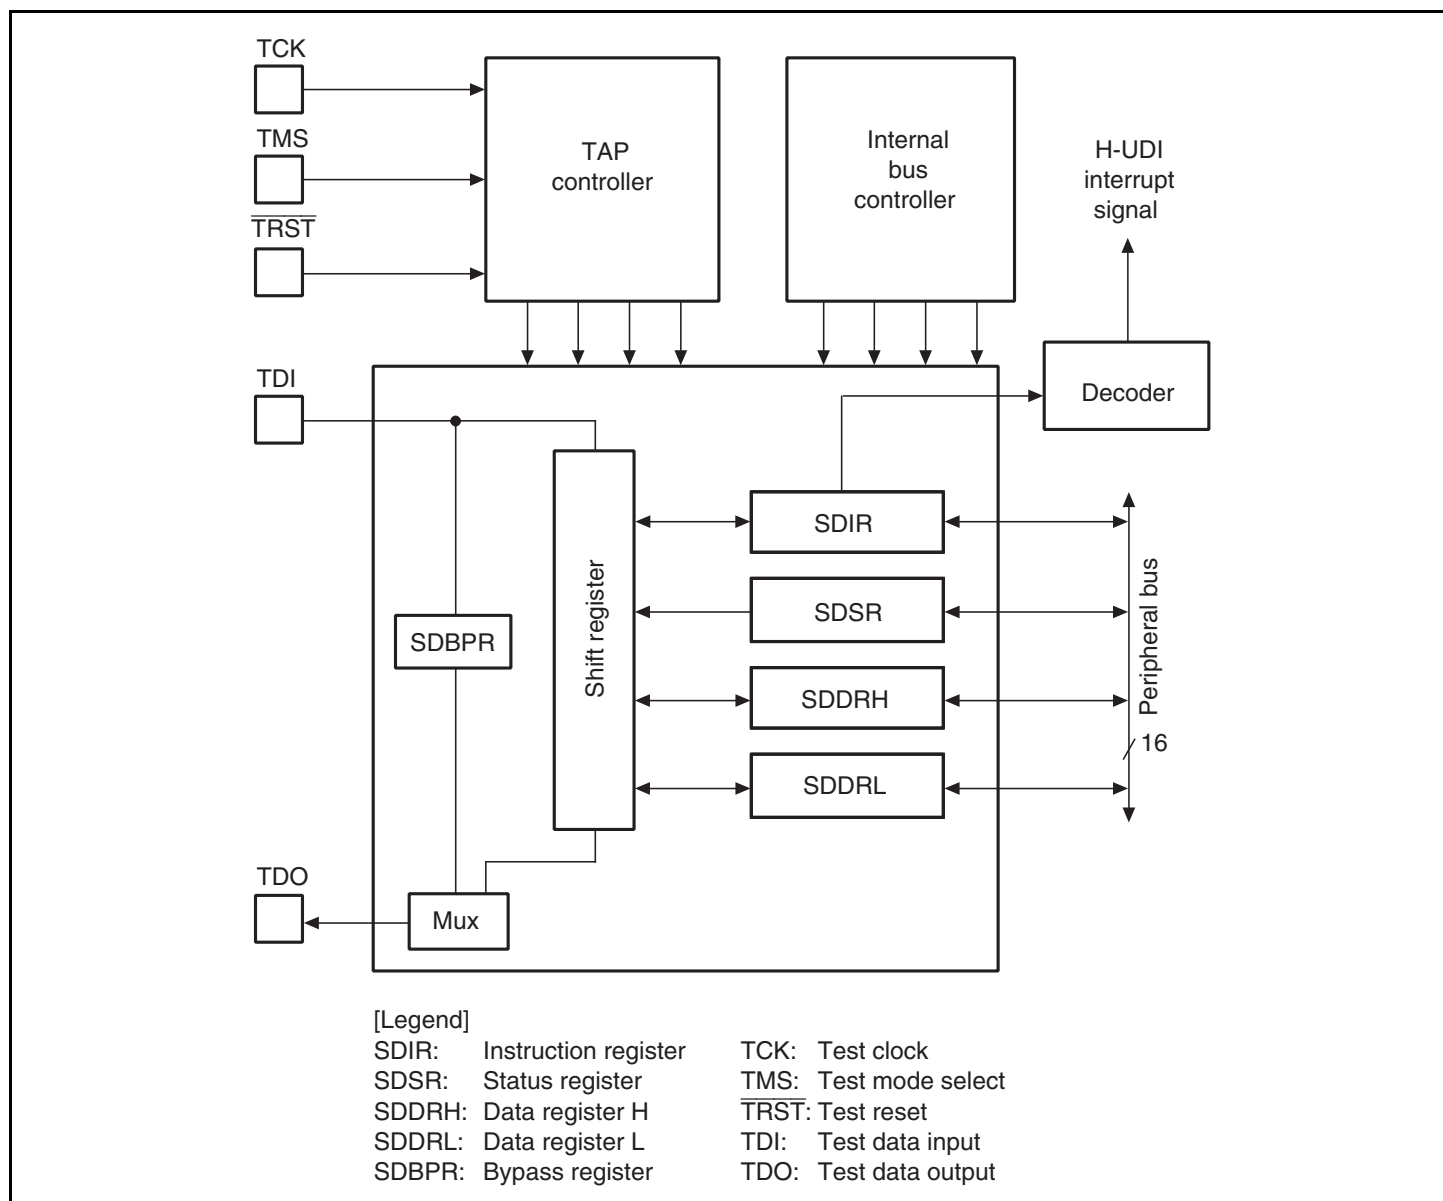 TCK
TMS
TRST
TAP
controller
Internal
bus
controller
H-UDI
interrupt
signal
TDI
Decoder
SDIR
SDSR
SDBPR
Shift register
SDDRH
SDDRL
Peripheral bus
16
TDO
Mux
[Legend]
SDIR: Instruction register
SDSR: Status register
SDDRH: Data register H
SDDRL: Data register L
SDBPR: Bypass register
TCK: Test clock
TMS: Test mode select
TRST: Test reset
TDI: Test data input
TDO: Test data output